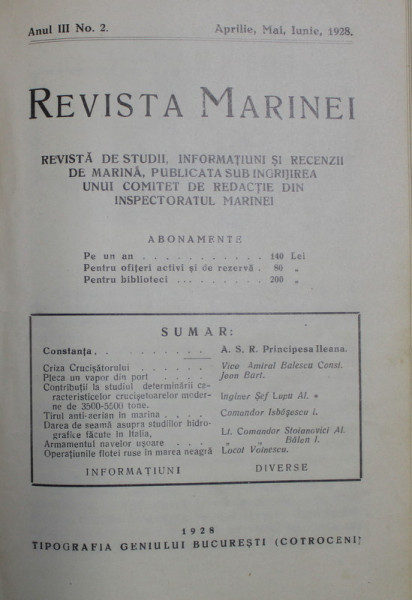 Anul III No. 2. Aprilie, Mai, Iunie, 1928.
REVISTA MARINEI
REVISTĂ DE STUDII, INFORMAȚIUNI ȘI RECENZII
DE MARINĂ, PUBLICATA SUB INGRIJIREA
UNUI COMITET DE REDACȚIE DIN
INSPECTORATUL MARINEI
ABONAMENTE
Pe un an . . . . . . . . . . . 140 Lei
Pentru ofițeri activi și de rezervă . 80 „
Pentru biblioteci . . . . . . . . . 200 „
SUMAR:
Constanța. . . . . . . . . . A. S. R. Principesa Ileana.
Criza Crucișătorului . . . . . Vice Amiral Balescu Const.
Pleca un vapor din port . . . . Jean Bart.
Contribuții la studiul determinării ca-
racteristicelor crucișetoarelor moder-
ne de 3500-5500 tone. Inginer Șef Lupu Al.
Tirul anti-aerian în marina . . . . Comandor Isbășescu I.
Darea de seamă asupra studiilor hidro-
grafice făcute în Italia, Lt. Comandor Stoianovici Al.
Armamentul navelor ușoare . . . . „ „ Bălen I.
Operațiunile flotei ruse în marea neagră Locot Voinescu.
INFORMAȚIUNI DIVERSE
1928
TIPOGRAFIA GENIULUI BUCUREȘTI (COTROCENI)